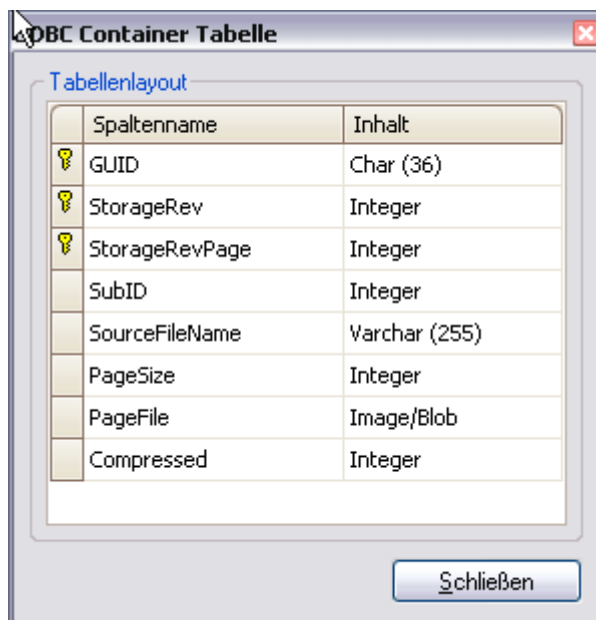 OBC Container Tabelle
Tabellenlayout
Spaltenname Inhalt
GUID Char (36)
StorageRev Integer
StorageRevPage Integer
SubID Integer
SourceFileName Varchar (255)
PageSize Integer
PageFile Image/Blob
Compressed Integer
Schließen